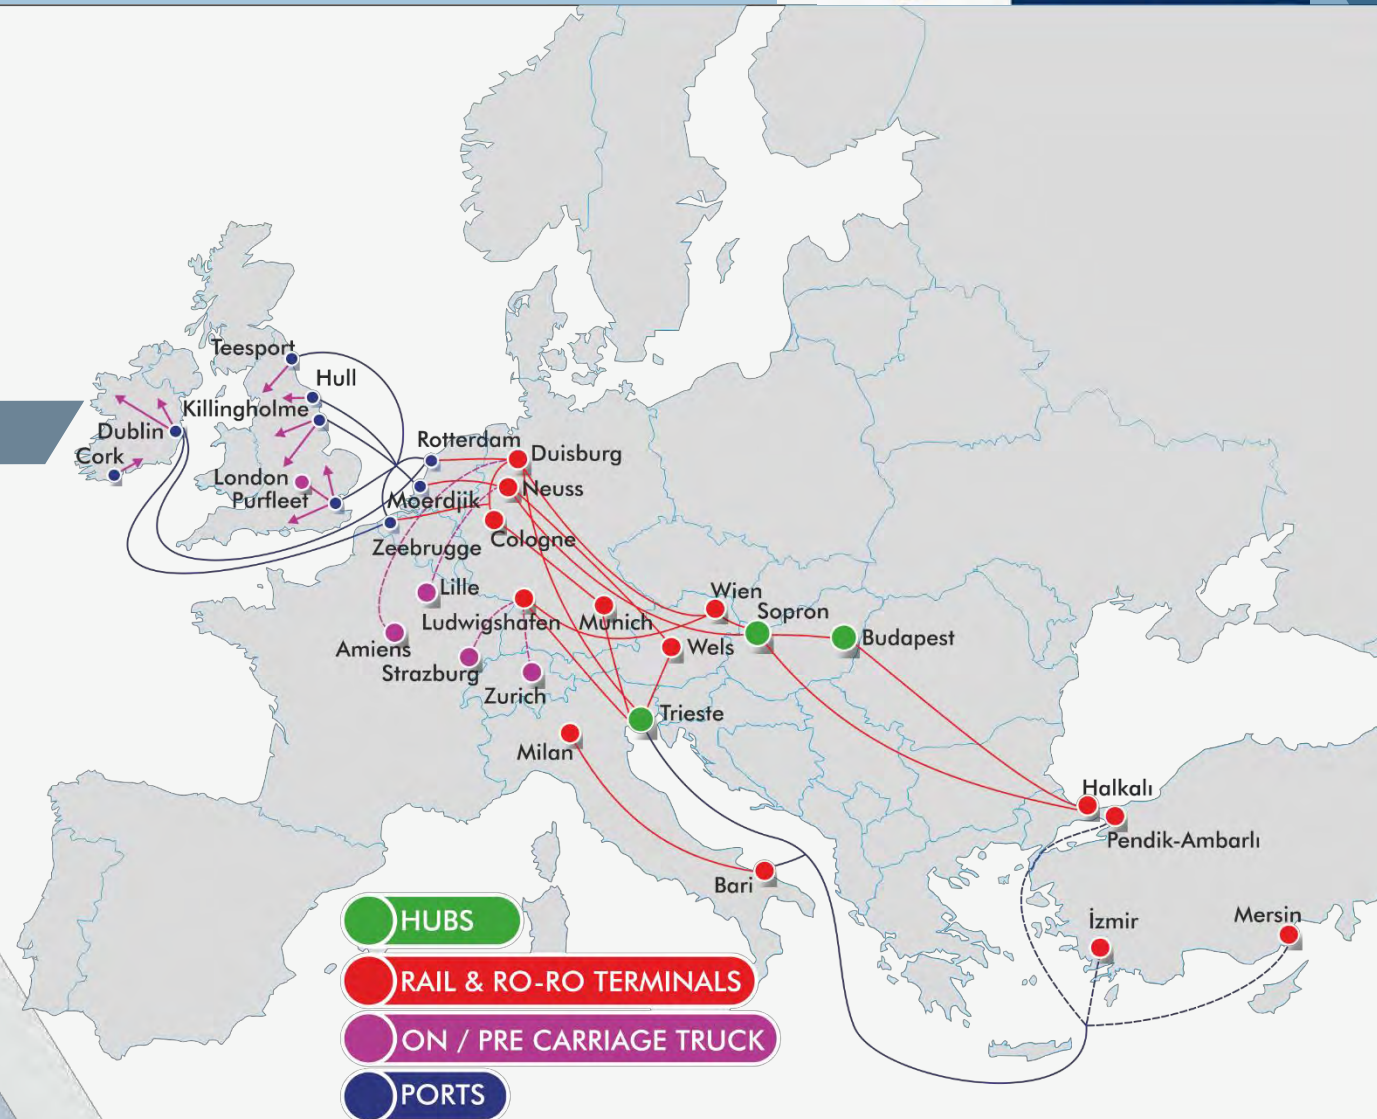 Teesport
Hull
Killingholme
Dublin
Cork
Rotterdam
Duisburg
London
Purfleet
Moerdjik
Neuss
Zeebrugge
Cologne
Lille
Ludwigshafen
Munich
Wien
Sopron
Budapest
Amiens
Wels
Strazburg
Zurich
Trieste
Milan
Halkalı
Pendik-Ambarlı
Bari
İzmir
Mersin
HUBS
RAIL & RO-RO TERMINALS
ON / PRE CARRIAGE TRUCK
PORTS